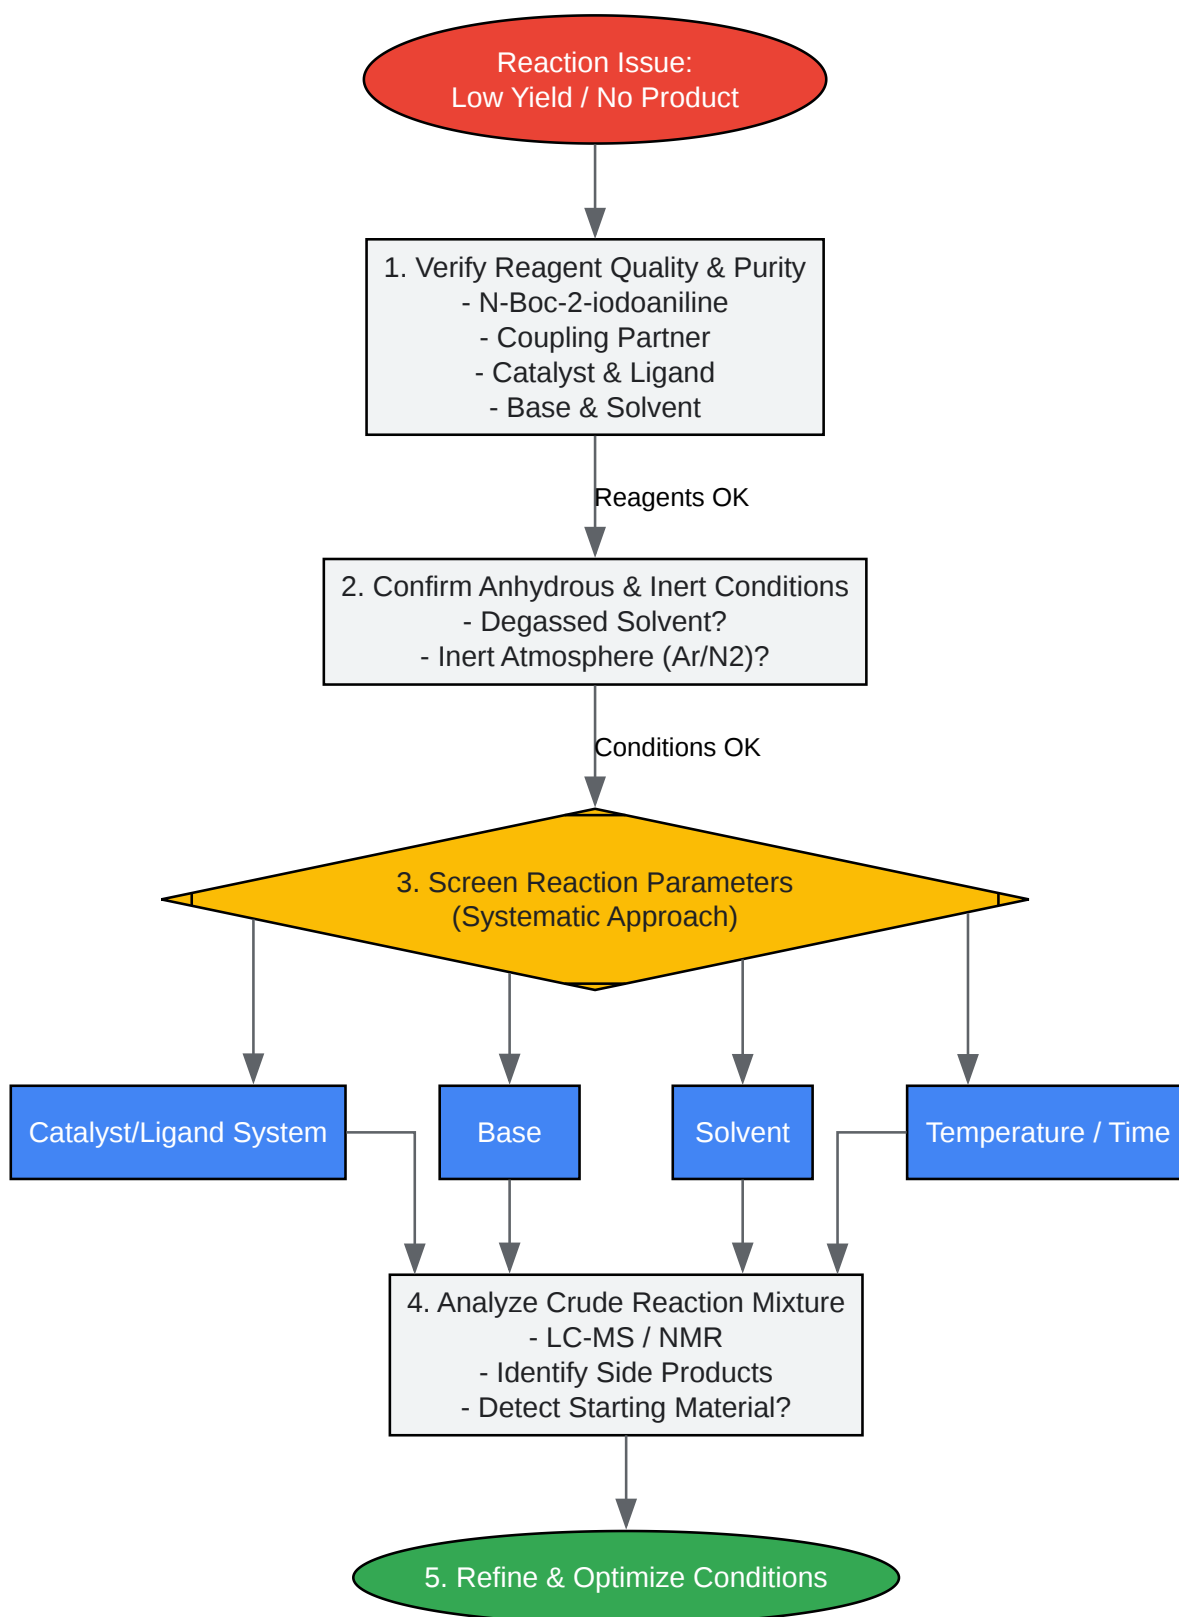 Reaction Issue:
Low Yield / No Product
1. Verify Reagent Quality & Purity
- N-Boc-2-iodoaniline
- Coupling Partner
- Catalyst & Ligand
- Base & Solvent
Reagents OK
2. Confirm Anhydrous & Inert Conditions
- Degassed Solvent?
- Inert Atmosphere (Ar/N2)?
Conditions OK
3. Screen Reaction Parameters
(Systematic Approach)
Catalyst/Ligand System
Base
Solvent
Temperature / Time
4. Analyze Crude Reaction Mixture
- LC-MS / NMR
- Identify Side Products
- Detect Starting Material?
5. Refine & Optimize Conditions